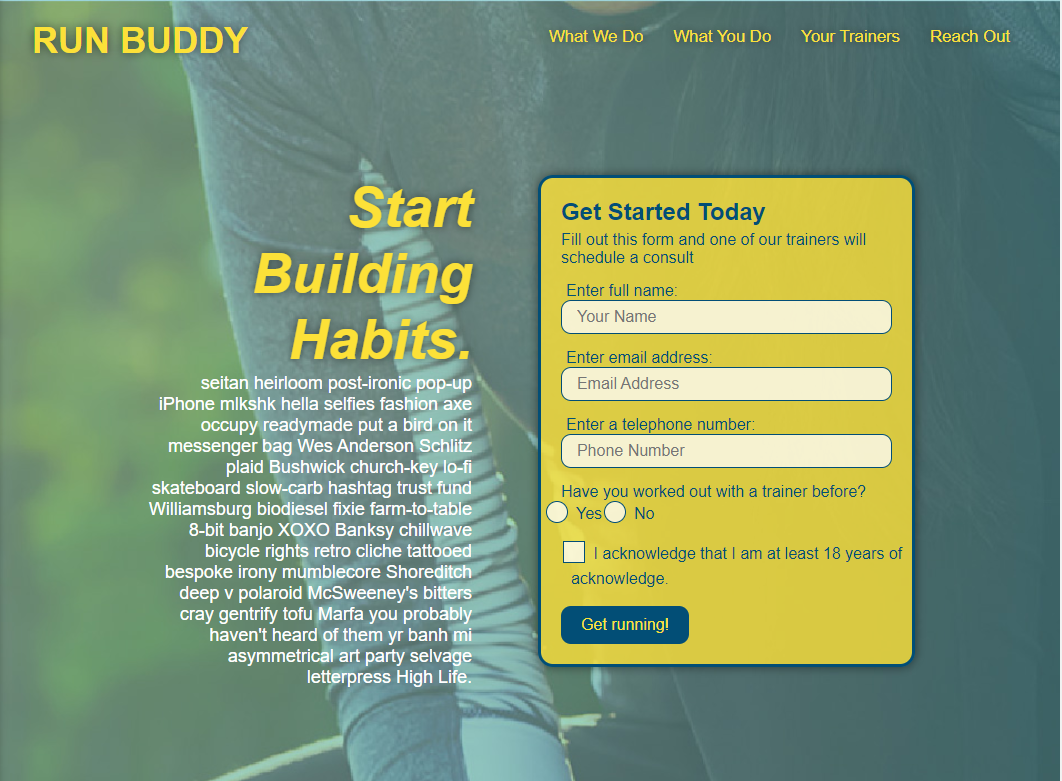 RUN BUDDY
What We Do What You Do Your Trainers Reach Out
Start
Building
Habits.
seitan heirloom post-ironic pop-up
iPhone mlkshk hella selfies fashion axe
occupy readymade put a bird on it
messenger bag Wes Anderson Schlitz
plaid Bushwick church-key lo-fi
skateboard slow-carb hashtag trust fund
Williamsburg biodiesel fixie farm-to-table
8-bit banjo XOXO Banksy chillwave
bicycle rights retro cliche tattooed
bespoke irony mumblecore Shoreditch
deep v polaroid McSweeney's bitters
cray gentrify tofu Marfa you probably
haven't heard of them yr banh mi
asymmetrical art party selvage
letterpress High Life.
Get Started Today
Fill out this form and one of our trainers will
schedule a consult
Enter full name:
Your Name
Enter email address:
Email Address
Enter a telephone number:
Phone Number
Have you worked out with a trainer before?
Yes No
I acknowledge that I am at least 18 years of
acknowledge.
Get running!